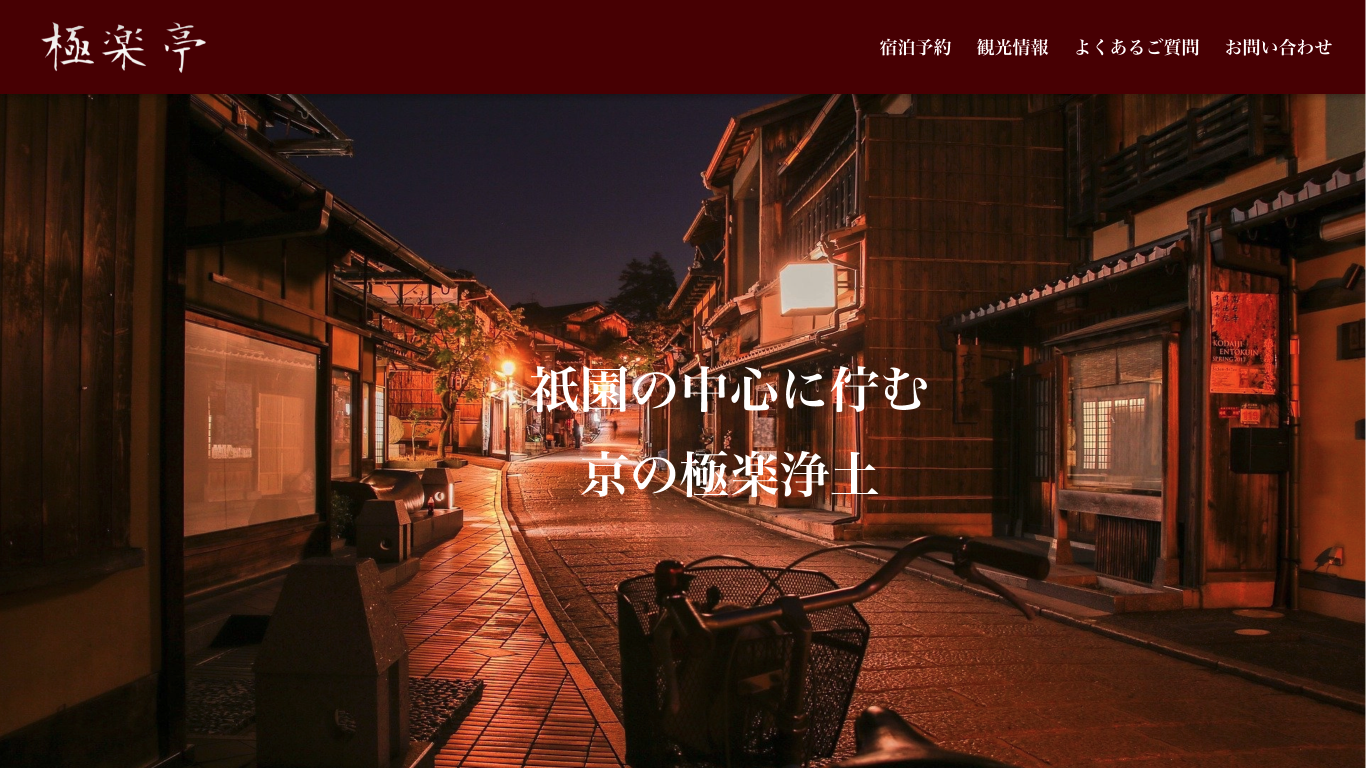 極楽亭
宿泊予約
観光情報
よくあるご質問
お問い合わせ
祇園の中心に佇む
京の極楽浄土
KODAIJI
ENTOKUIN
SPRING 2017